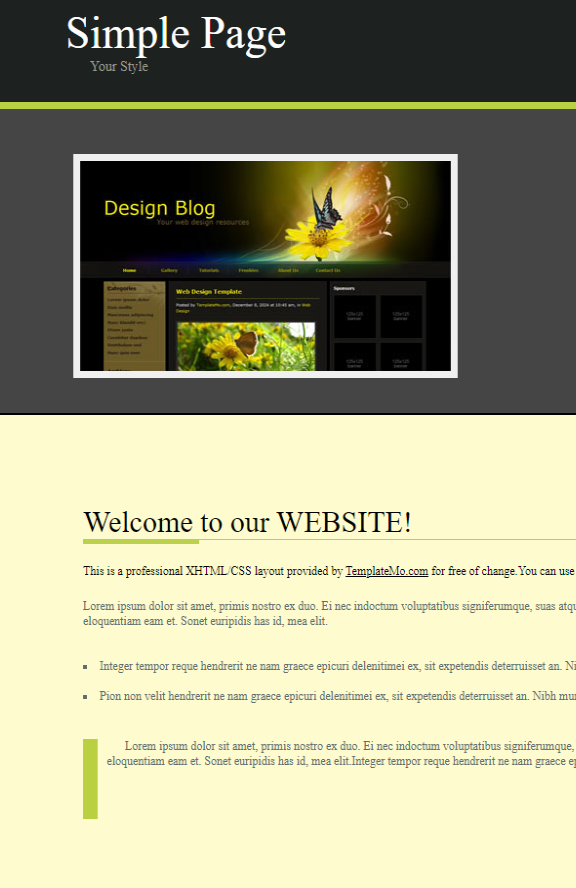 Simple Page
Your Style
Design Blog
Your web design resources
Home Gallery Tutorials Freebies About Us Contact Us
Categories
Web Design Template
Sponsors
Posted by TemplateMo.com, December 8, 2024 at 10:45 am, in Web
Design
Lorem ipsum dolor
125x125
banner
125x125
banner
125x125
banner
125x125
banner
Welcome to our WEBSITE!
This is a professional XHTML/CSS layout provided by TemplateMo.com for free of change.You can use
Lorem ipsum dolor sit amet, primis nostro ex duo. Ei nec indoctum voluptatibus signiferumque, suas atqu
eloquentiam eam et. Sonet euripidis has id, mea elit.
Integer tempor reque hendrerit ne nam graece epicuri delenitimei ex, sit expetendis deterruisset an. Ni
Pion non velit hendrerit ne nam graece epicuri delenitimei ex, sit expetendis deterruisset an. Nibh mur
Lorem ipsum dolor sit amet, primis nostro ex duo. Ei nec indoctum voluptatibus signiferumque,
eloquentiam eam et. Sonet euripidis has id, mea elit.Integer tempor reque hendrerit ne nam graece ep